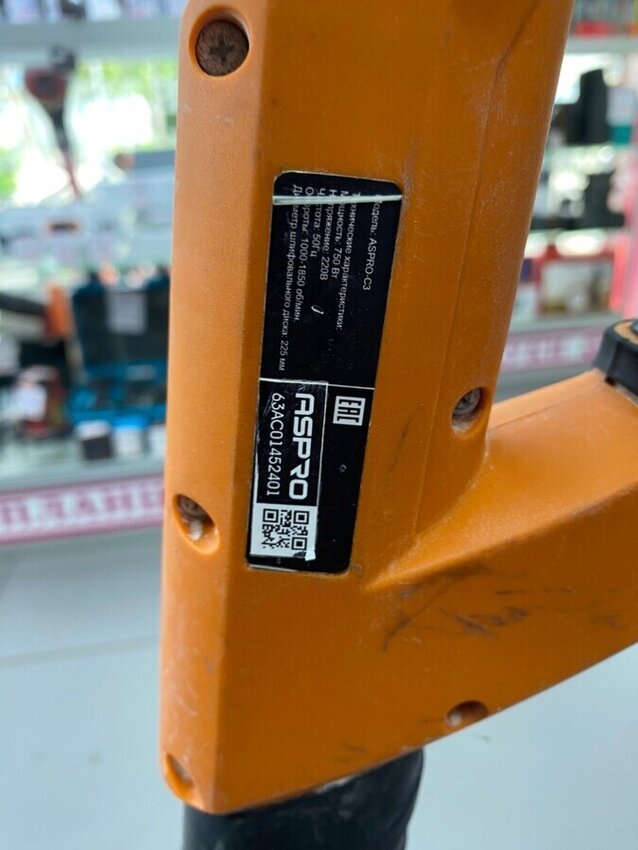 Модель: ASPRO-C3
Технические характеристики:
Мощность: 750 Вт
Напряжение: 220В
Частота: 50Гц
Обороты: 1000-1850 об/мин.
Диаметр шлифовального диска: 225 мм
EAC
ASPRO
63AC01452401